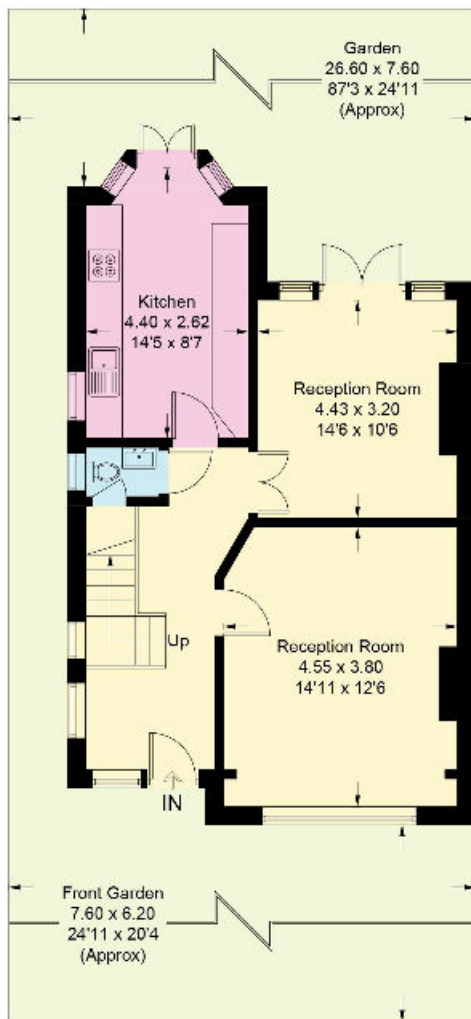 Garden
26.60 x 7.60
87'3 x 24'11
(Approx)
Kitchen
4.40 x 2.62
14'5 x 8'7
Reception Room
4.43 x 3.20
14'6 x 10'6
Up
Reception Room
4.55 x 3.80
14'11 x 12'6
IN
Front Garden
7.60 x 6.20
24'11 x 20'4
(Approx)